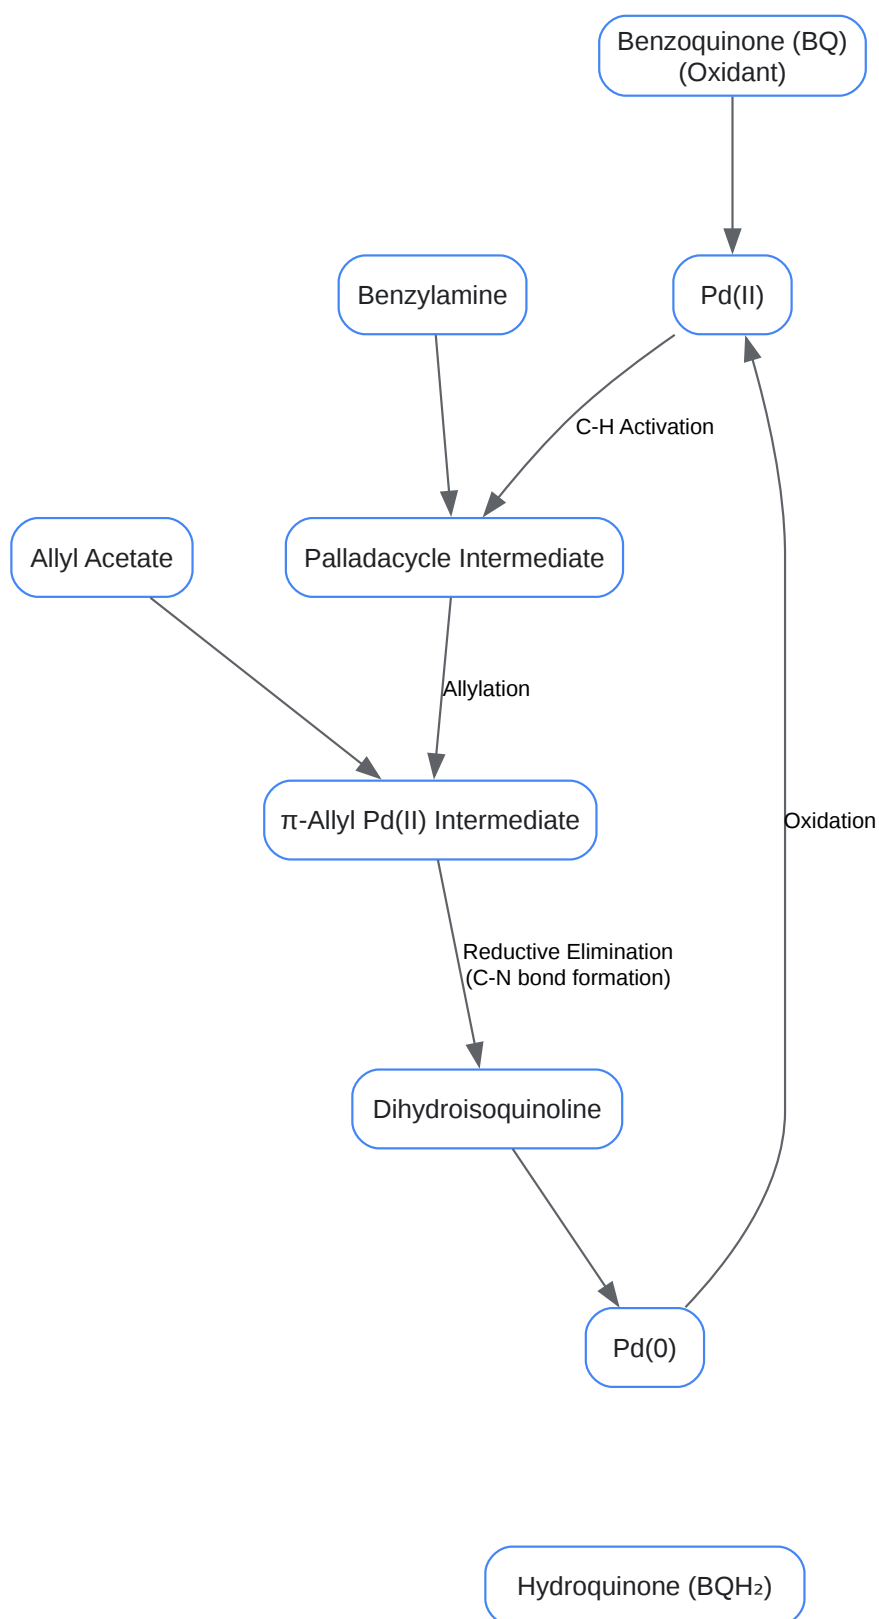 Benzoquinone (BQ)
(Oxidant)
Benzylamine
Pd(II)
C-H Activation
Allyl Acetate
Palladacycle Intermediate
Allylation
π-Allyl Pd(II) Intermediate
Oxidation
Reductive Elimination
(C-N bond formation)
Dihydroisoquinoline
Pd(0)
Hydroquinone (BQH₂)